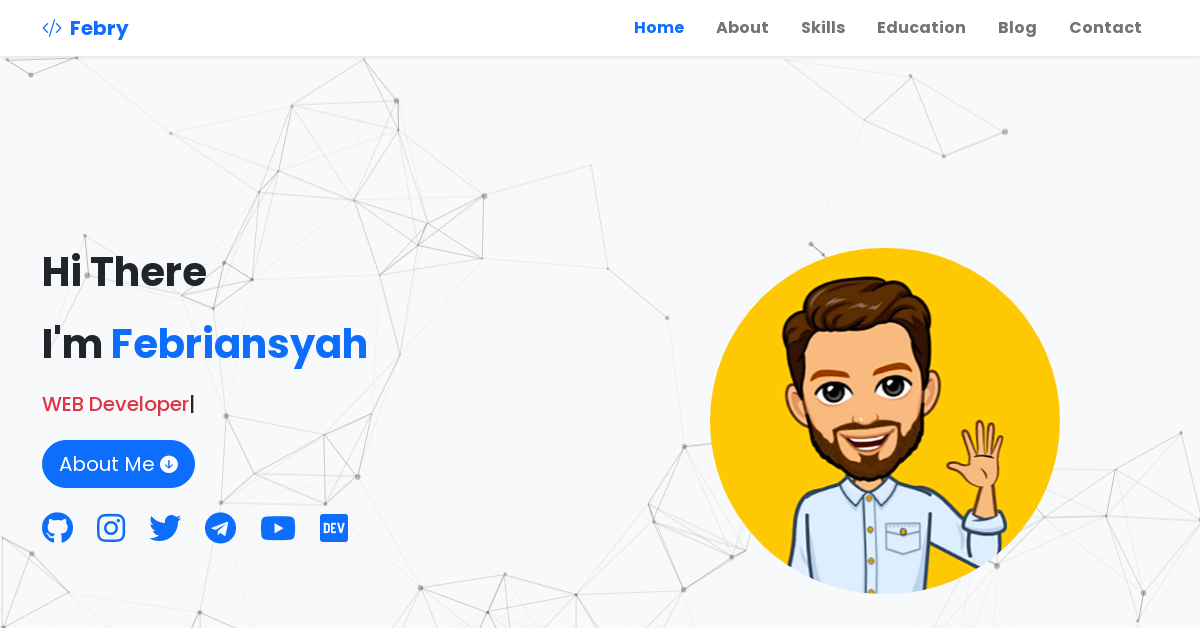 </> Febry
Home About Skills Education Blog Contact
Hi There
I'm Febriansyah
WEB Developer|
About Me
DEV